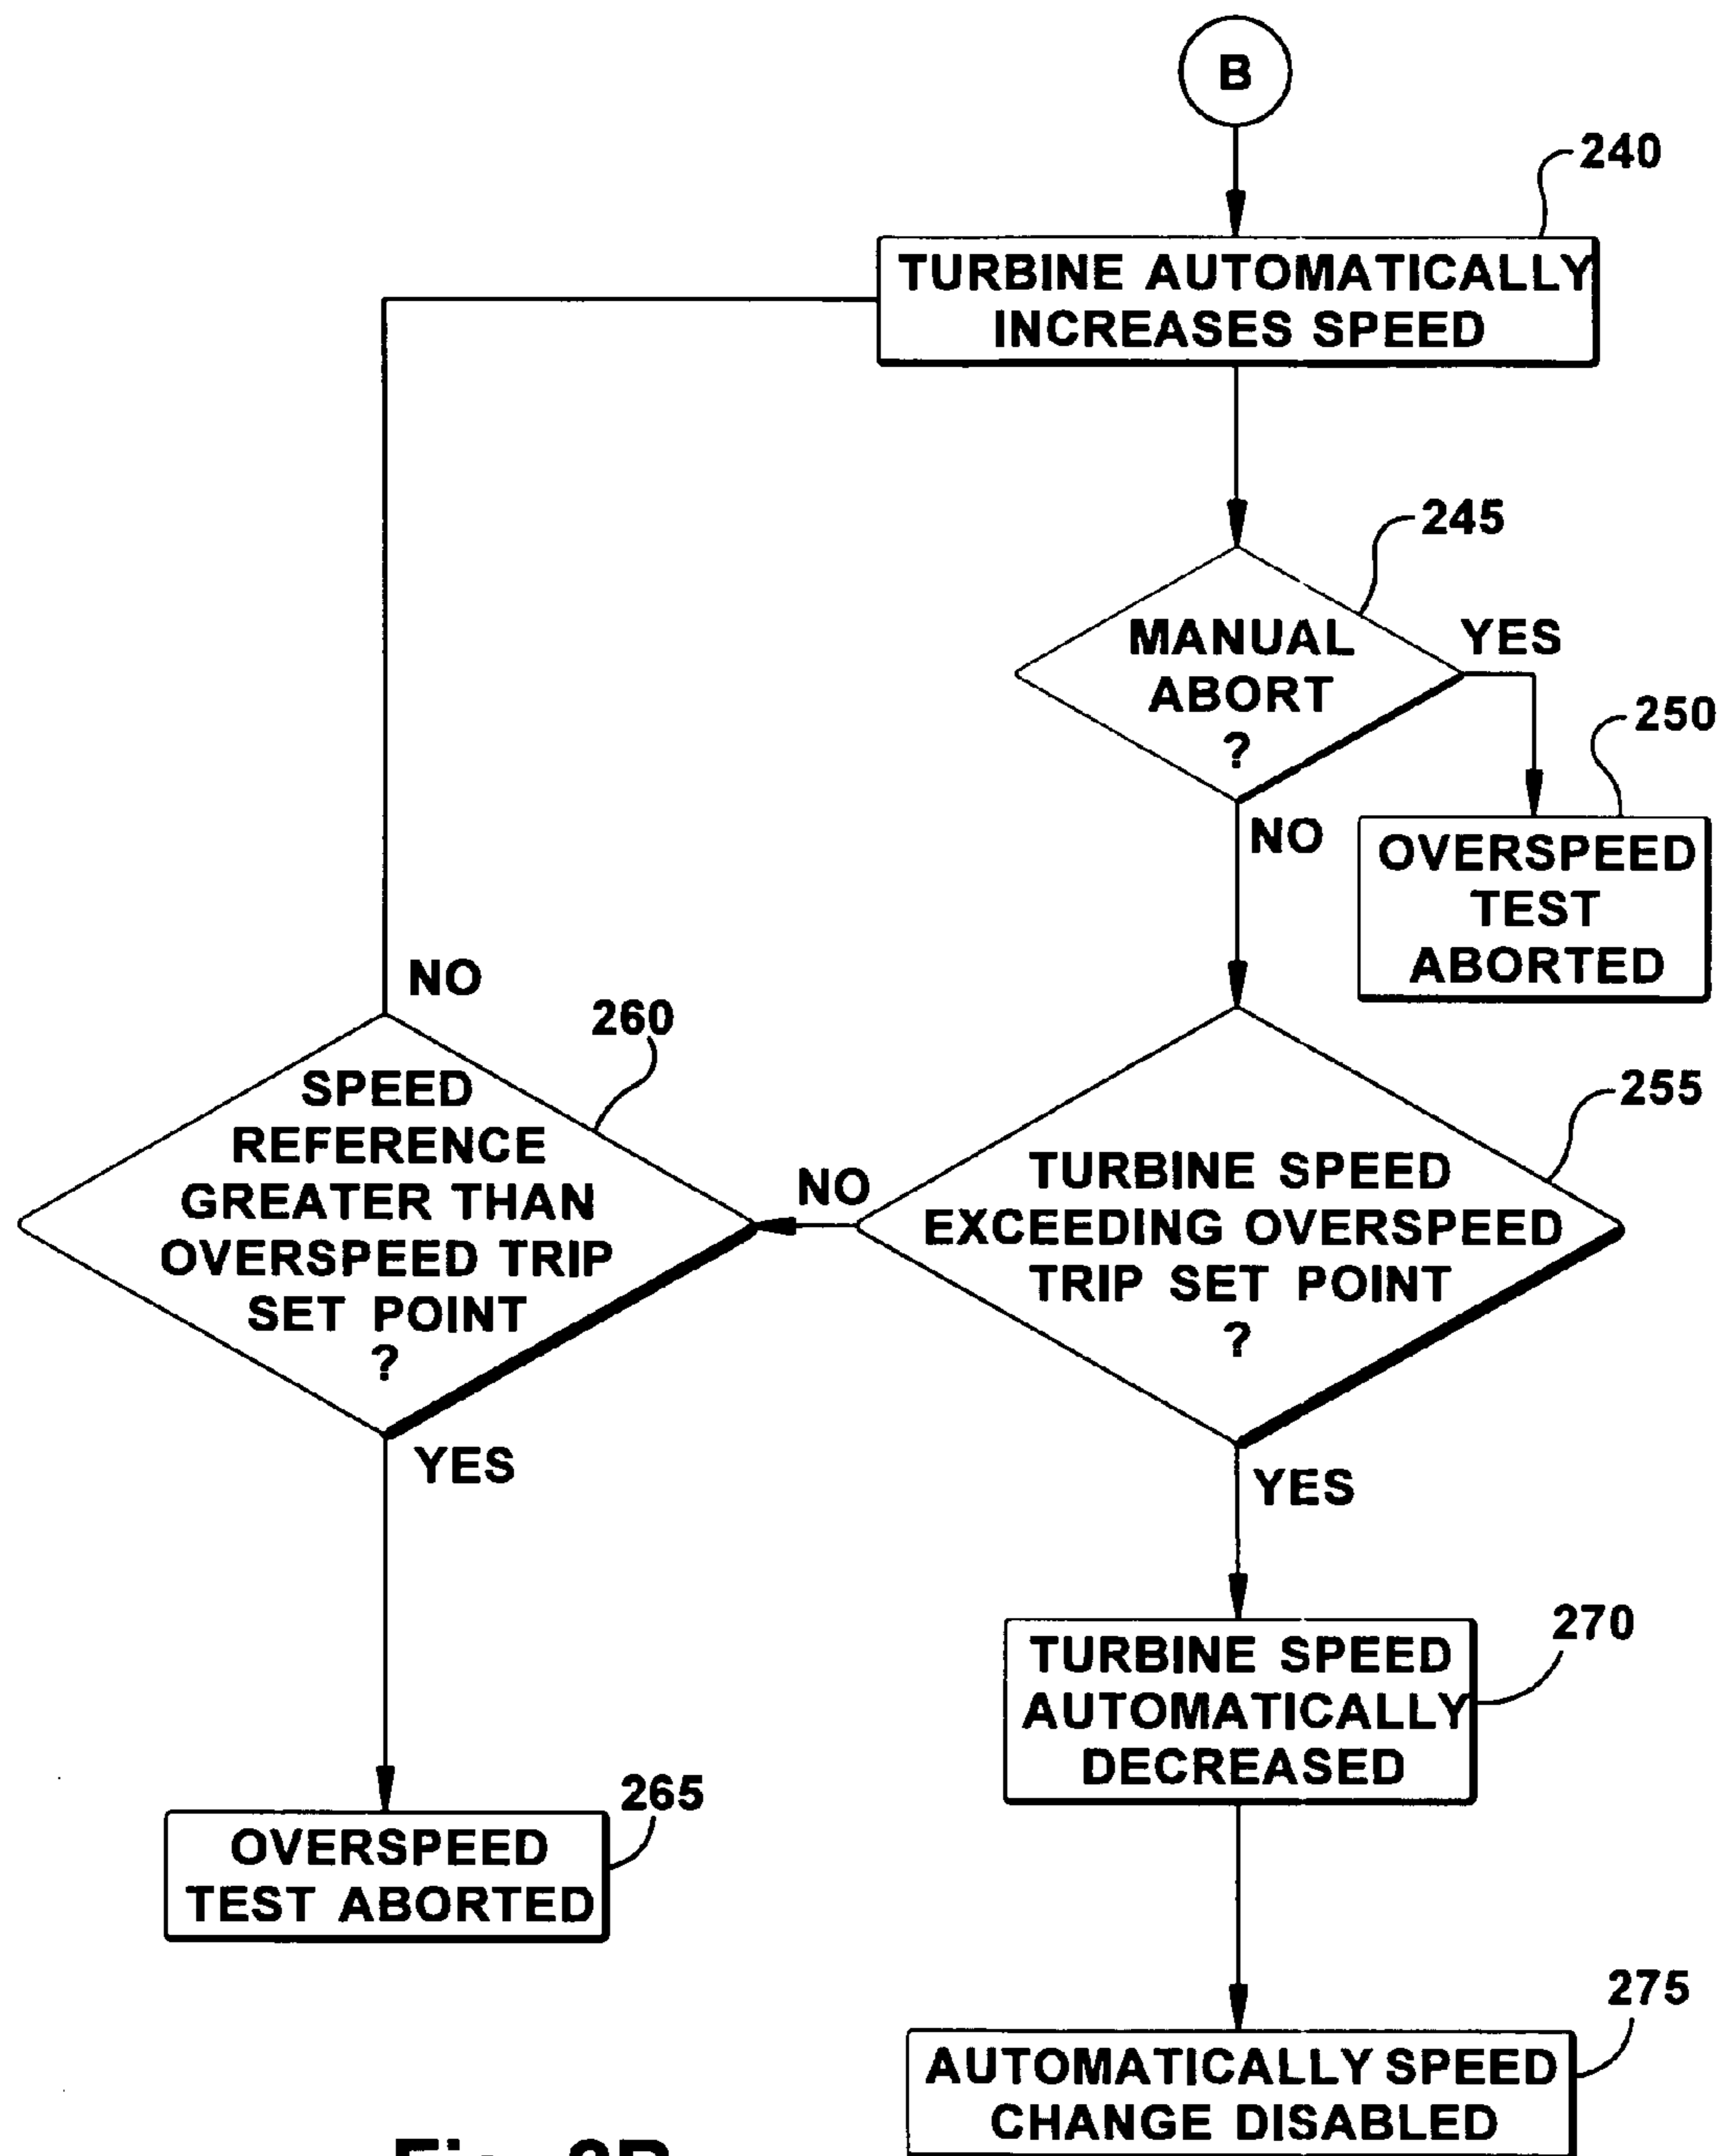 B
240
TURBINE AUTOMATICALLY
INCREASES SPEED
245
MANUAL
ABORT
?
YES
250
NO
OVERSPEED
TEST
ABORTED
NO
260
SPEED
REFERENCE
GREATER THAN
OVERSPEED TRIP
SET POINT
?
NO
255
TURBINE SPEED
EXCEEDING OVERSPEED
TRIP SET POINT
?
YES
YES
270
TURBINE SPEED
AUTOMATICALLY
DECREASED
265
OVERSPEED
TEST ABORTED
275
AUTOMATICALLY SPEED
CHANGE DISABLED